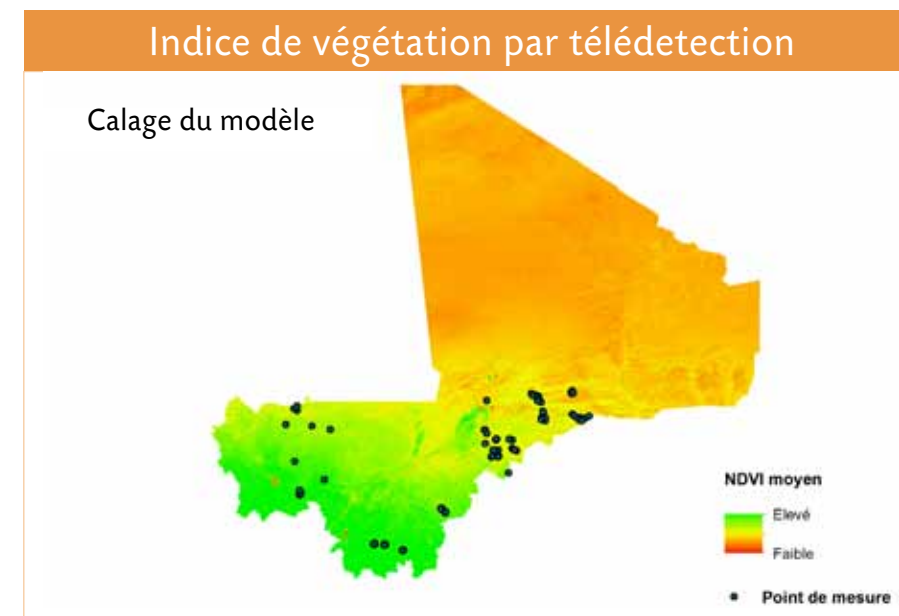 Indice de végétation par télédetection
Calage du modèle
NDVI moyen
Elevé
Faible
Point de mesure